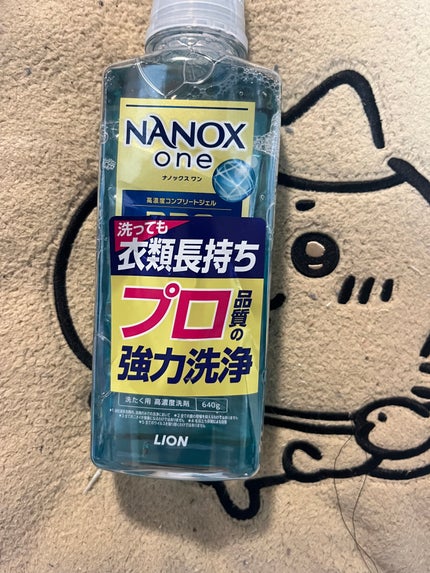 NANOX
one
ナノックス ワン
高濃度コンプリートジェル
洗っても
衣類長持ち
プロ品質の
強力洗浄
洗たく用 高濃度洗剤 640g
LION